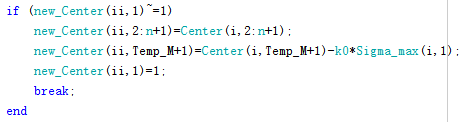 if (new_Center(ii,1)~=1)
new_Center(ii,2:n+1)=Center(i,2:n+1);
new_Center(ii,Temp_M+1)=Center(i,Temp_M+1)-k0*Sigma_max(i,1);
new_Center(ii,1)=1;
break;
end